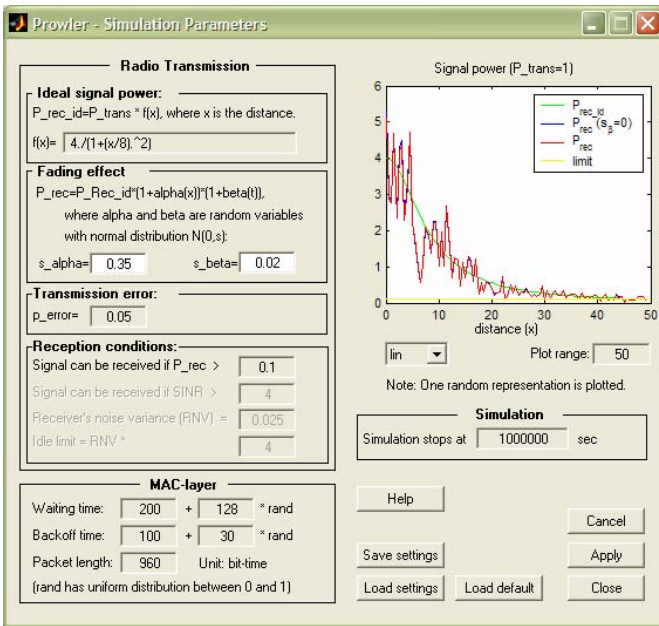 Prowler - Simulation Parameters
Radio Transmission
Ideal signal power:
P_rec_id=P_trans * f(x), where x is the distance.
f(x)= 4./(1+(x/8).^2)
Fading effect
P_rec=P_Rec_id*(1+alpha(x))*(1+beta(t)),
where alpha and beta are random variables
with normal distribution N(0,s):
s_alpha= 0.35 s_beta= 0.02
Transmission error:
p_error= 0.05
Reception conditions:
Signal can be received if P_rec > 0.1
Signal can be received if SINR > 4
Receiver's noise variance (RNV) = 0.025
Idle limit = RNV * 4
MAC-layer
Waiting time: 200 + 128 * rand
Backoff time: 100 + 30 * rand
Packet length: 960 Unit: bit-time
(rand has uniform distribution between 0 and 1)
Signal power (P_trans=1)
6
5
4
3
2
1
0
P_rec_id
P_rec (s_β=0)
P_rec
limit
0 10 20 30 40 50
distance (x)
lin Plot range: 50
Note: One random representation is plotted.
Simulation
Simulation stops at 1000000 sec
Help
Cancel
Save settings Apply
Load settings Load default Close